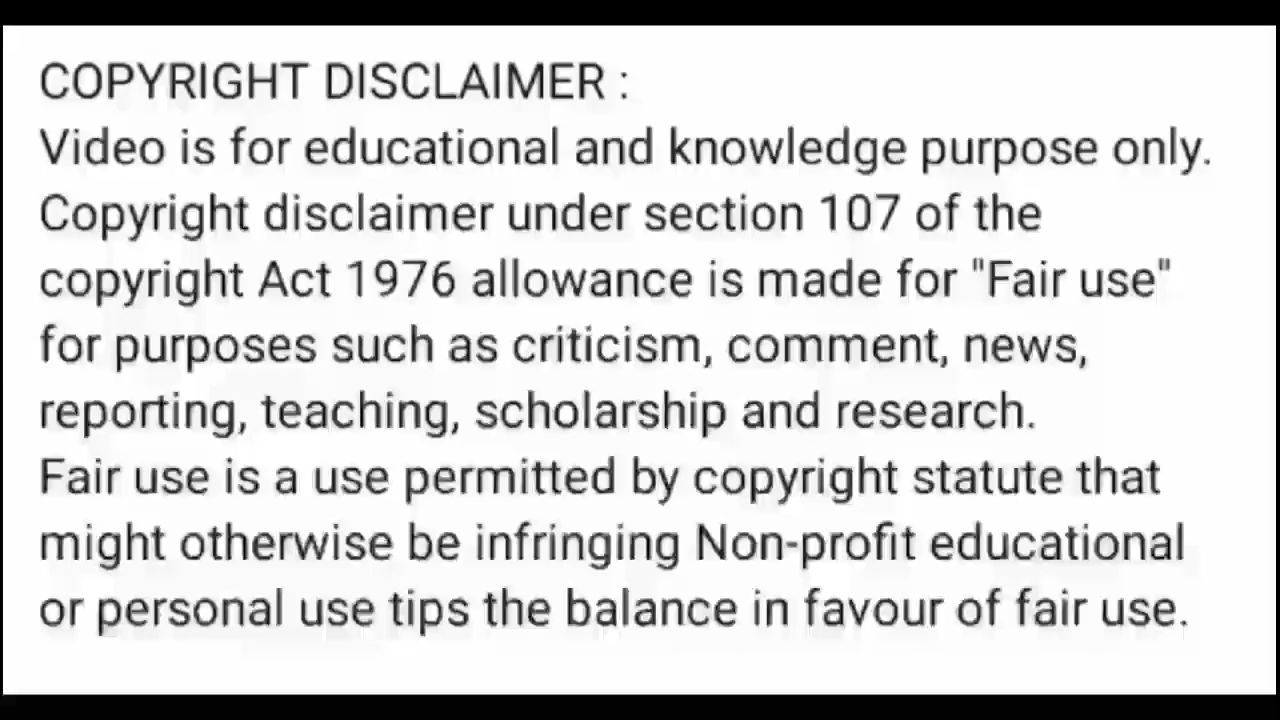 COPYRIGHT DISCLAIMER :
Video is for educational and knowledge purpose only.
Copyright disclaimer under section 107 of the
copyright Act 1976 allowance is made for "Fair use"
for purposes such as criticism, comment, news,
reporting, teaching, scholarship and research.
Fair use is a use permitted by copyright statute that
might otherwise be infringing Non-profit educational
or personal use tips the balance in favour of fair use.